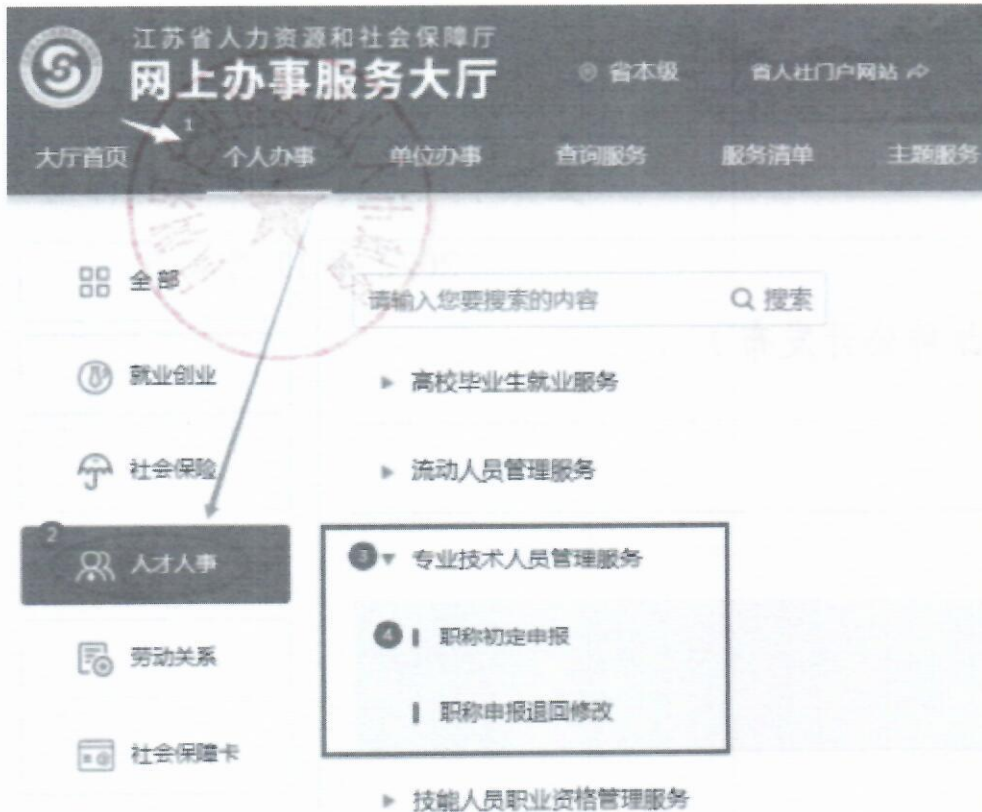 江苏省人力资源和社会保障厅
网上办事服务大厅
省本级
省人社门户网站
1
大厅首页
个人办事
单位办事
查询服务
服务清单
主题服务
全部
请输入您要搜索的内容
搜索
就业创业
高校毕业生就业服务
社会保险
流动人员管理服务
2
人才人事
3
专业技术人员管理服务
4
职称初定申报
劳动关系
职称申报退回修改
社会保障卡
技能人员职业资格管理服务